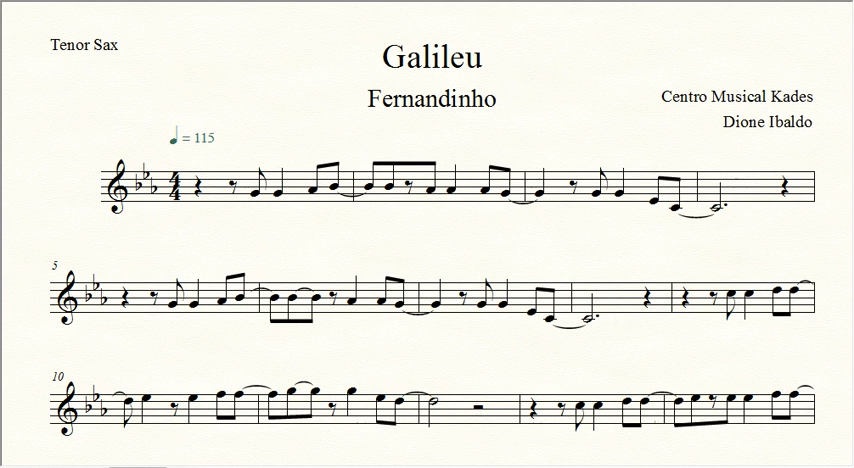 Tenor Sax
Galileu
Fernandinho
Centro Musical Kades
Dione Ibaldo
= 115
4
4
5
10